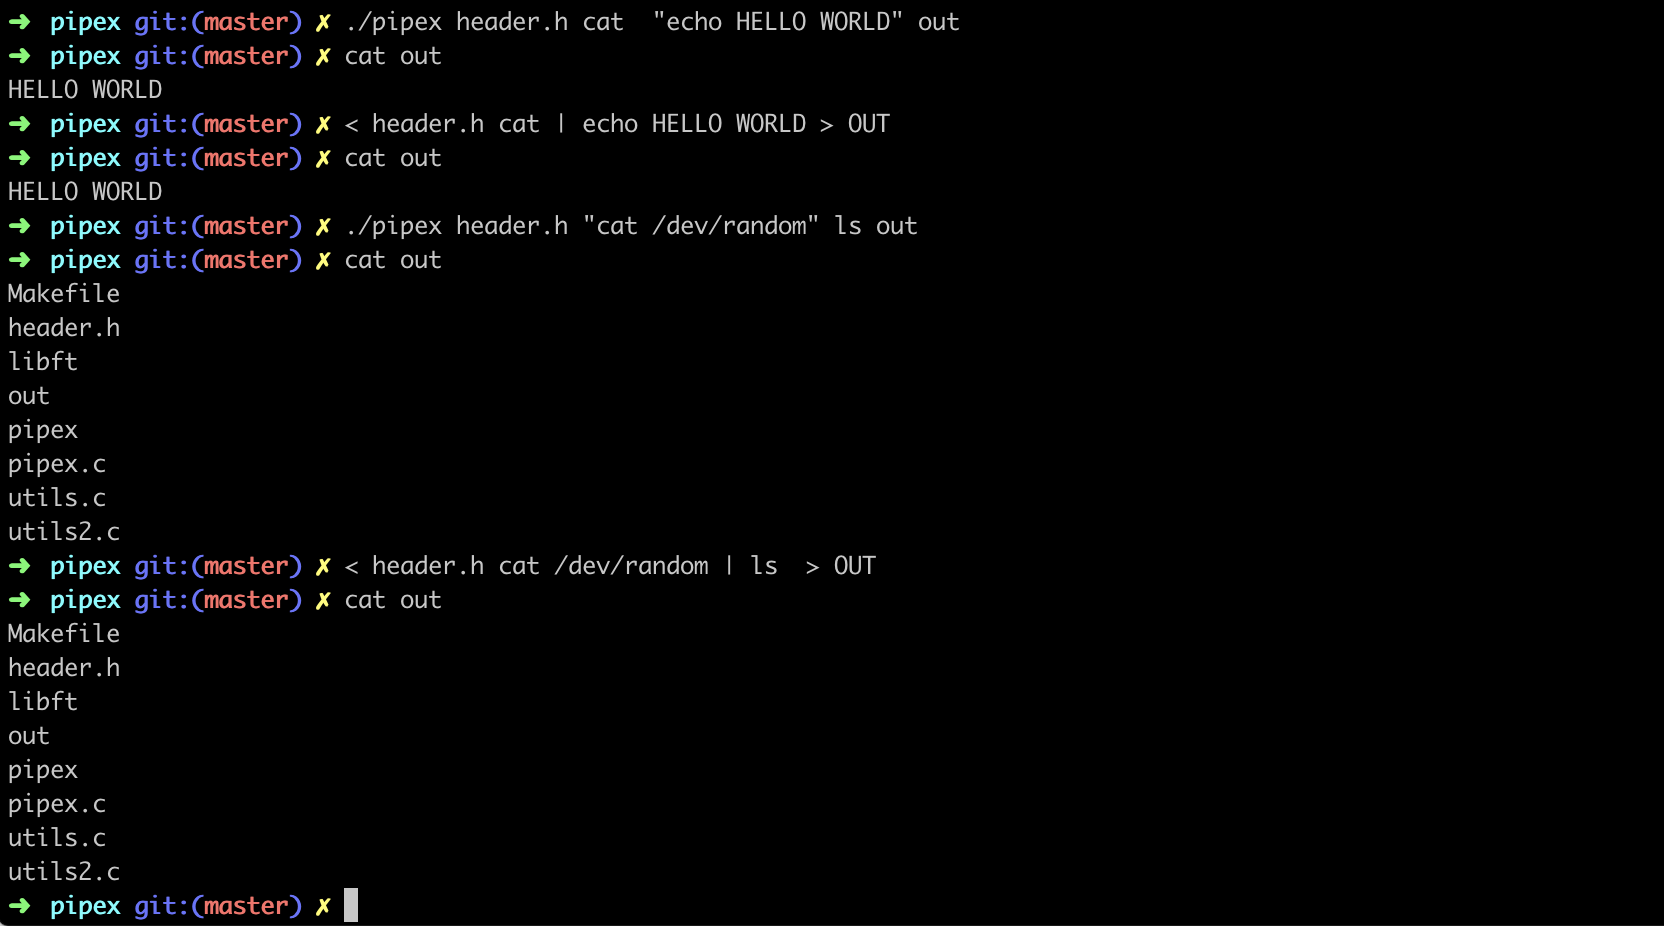 ➜ pipex git:(master) ✗ ./pipex header.h cat  "echo HELLO WORLD" out
➜ pipex git:(master) ✗ cat out
HELLO WORLD
➜ pipex git:(master) ✗ < header.h cat | echo HELLO WORLD > OUT
➜ pipex git:(master) ✗ cat out
HELLO WORLD
➜ pipex git:(master) ✗ ./pipex header.h "cat /dev/random" ls out
➜ pipex git:(master) ✗ cat out
Makefile
header.h
libft
out
pipex
pipex.c
utils.c
utils2.c
➜ pipex git:(master) ✗ < header.h cat /dev/random | ls  > OUT
➜ pipex git:(master) ✗ cat out
Makefile
header.h
libft
out
pipex
pipex.c
utils.c
utils2.c
➜ pipex git:(master) ✗